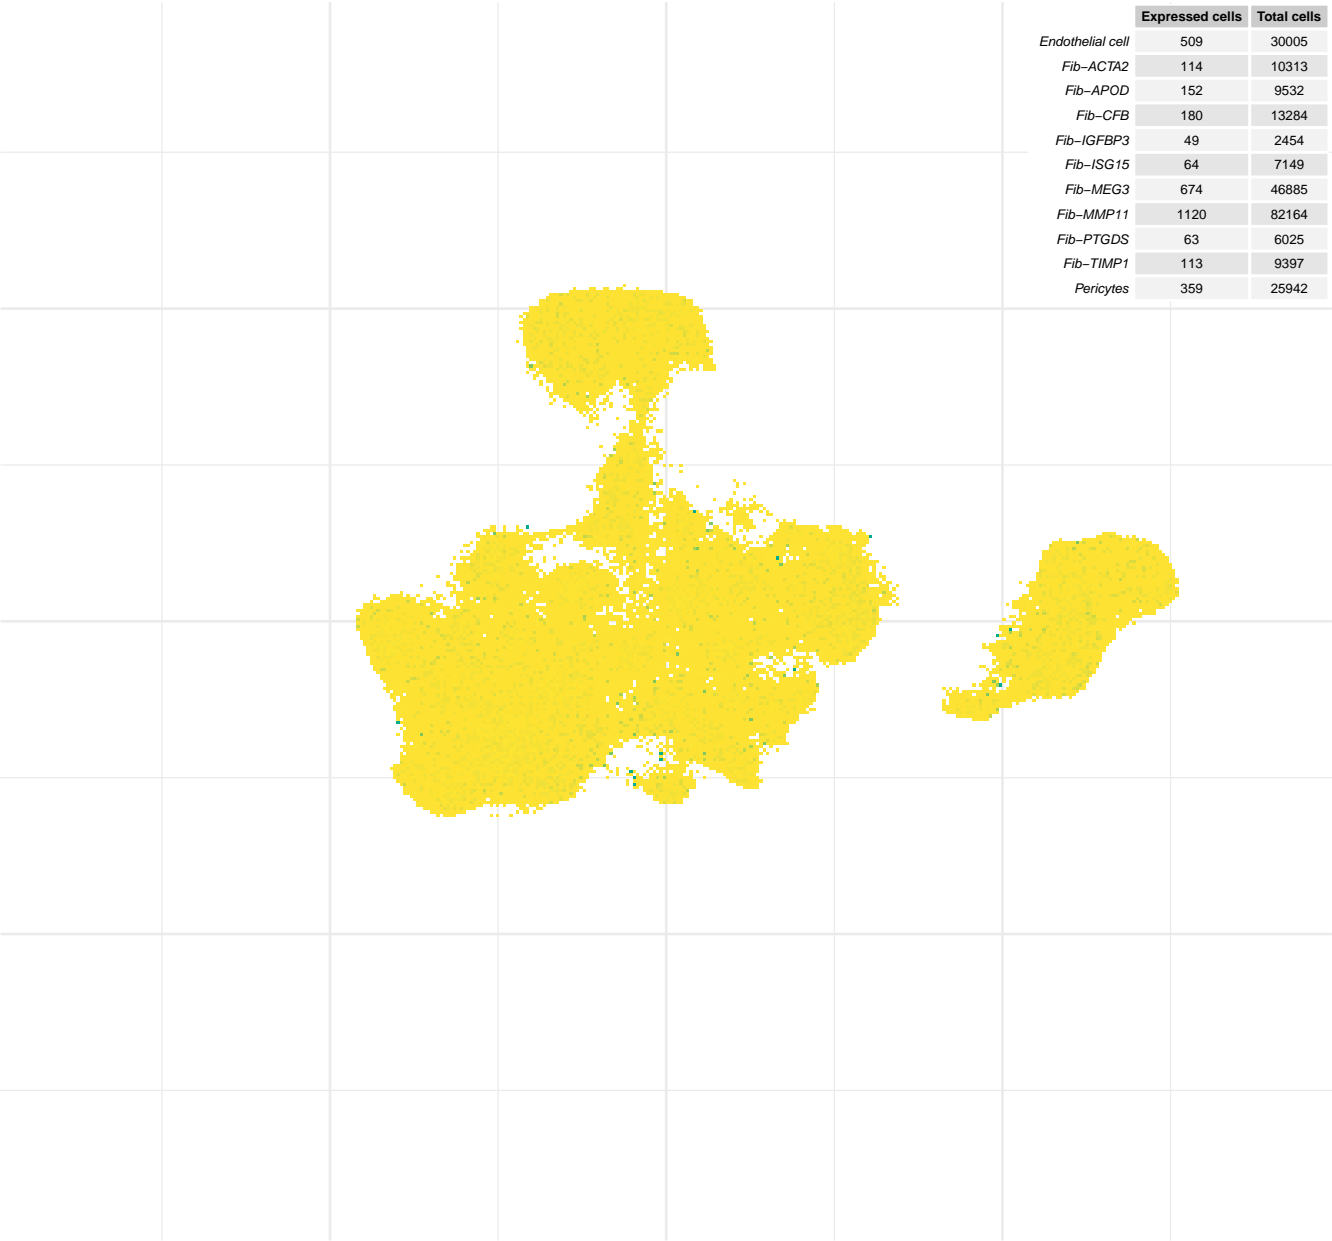 Expressed cells Total cells
Endothelial cell 509 30005
Fib−ACTA2 114 10313
Fib−APOD 152 9532
Fib−CFB 180 13284
Fib−IGFBP3 49 2454
Fib−ISG15 64 7149
Fib−MEG3 674 46885
Fib−MMP11 1120 82164
Fib−PTGDS 63 6025
Fib−TIMP1 113 9397
Pericytes 359 25942